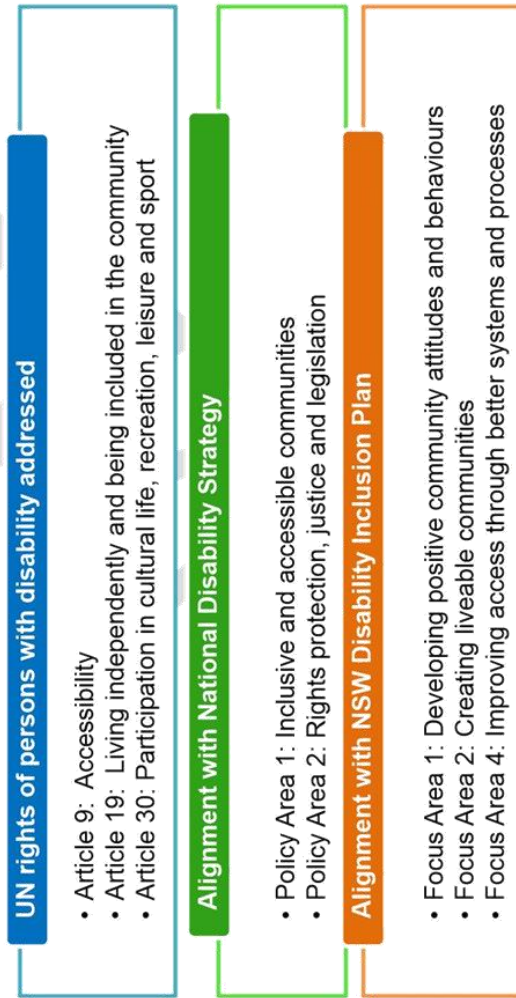 UN rights of persons with disability addressed
• Article 9: Accessibility
• Article 19: Living independently and being included in the community
• Article 30: Participation in cultural life, recreation, leisure and sport
Alignment with National Disability Strategy
• Policy Area 1: Inclusive and accessible communities
• Policy Area 2: Rights protection, justice and legislation
Alignment with NSW Disability Inclusion Plan
• Focus Area 1: Developing positive community attitudes and behaviours
• Focus Area 2: Creating liveable communities
• Focus Area 4: Improving access through better systems and processes